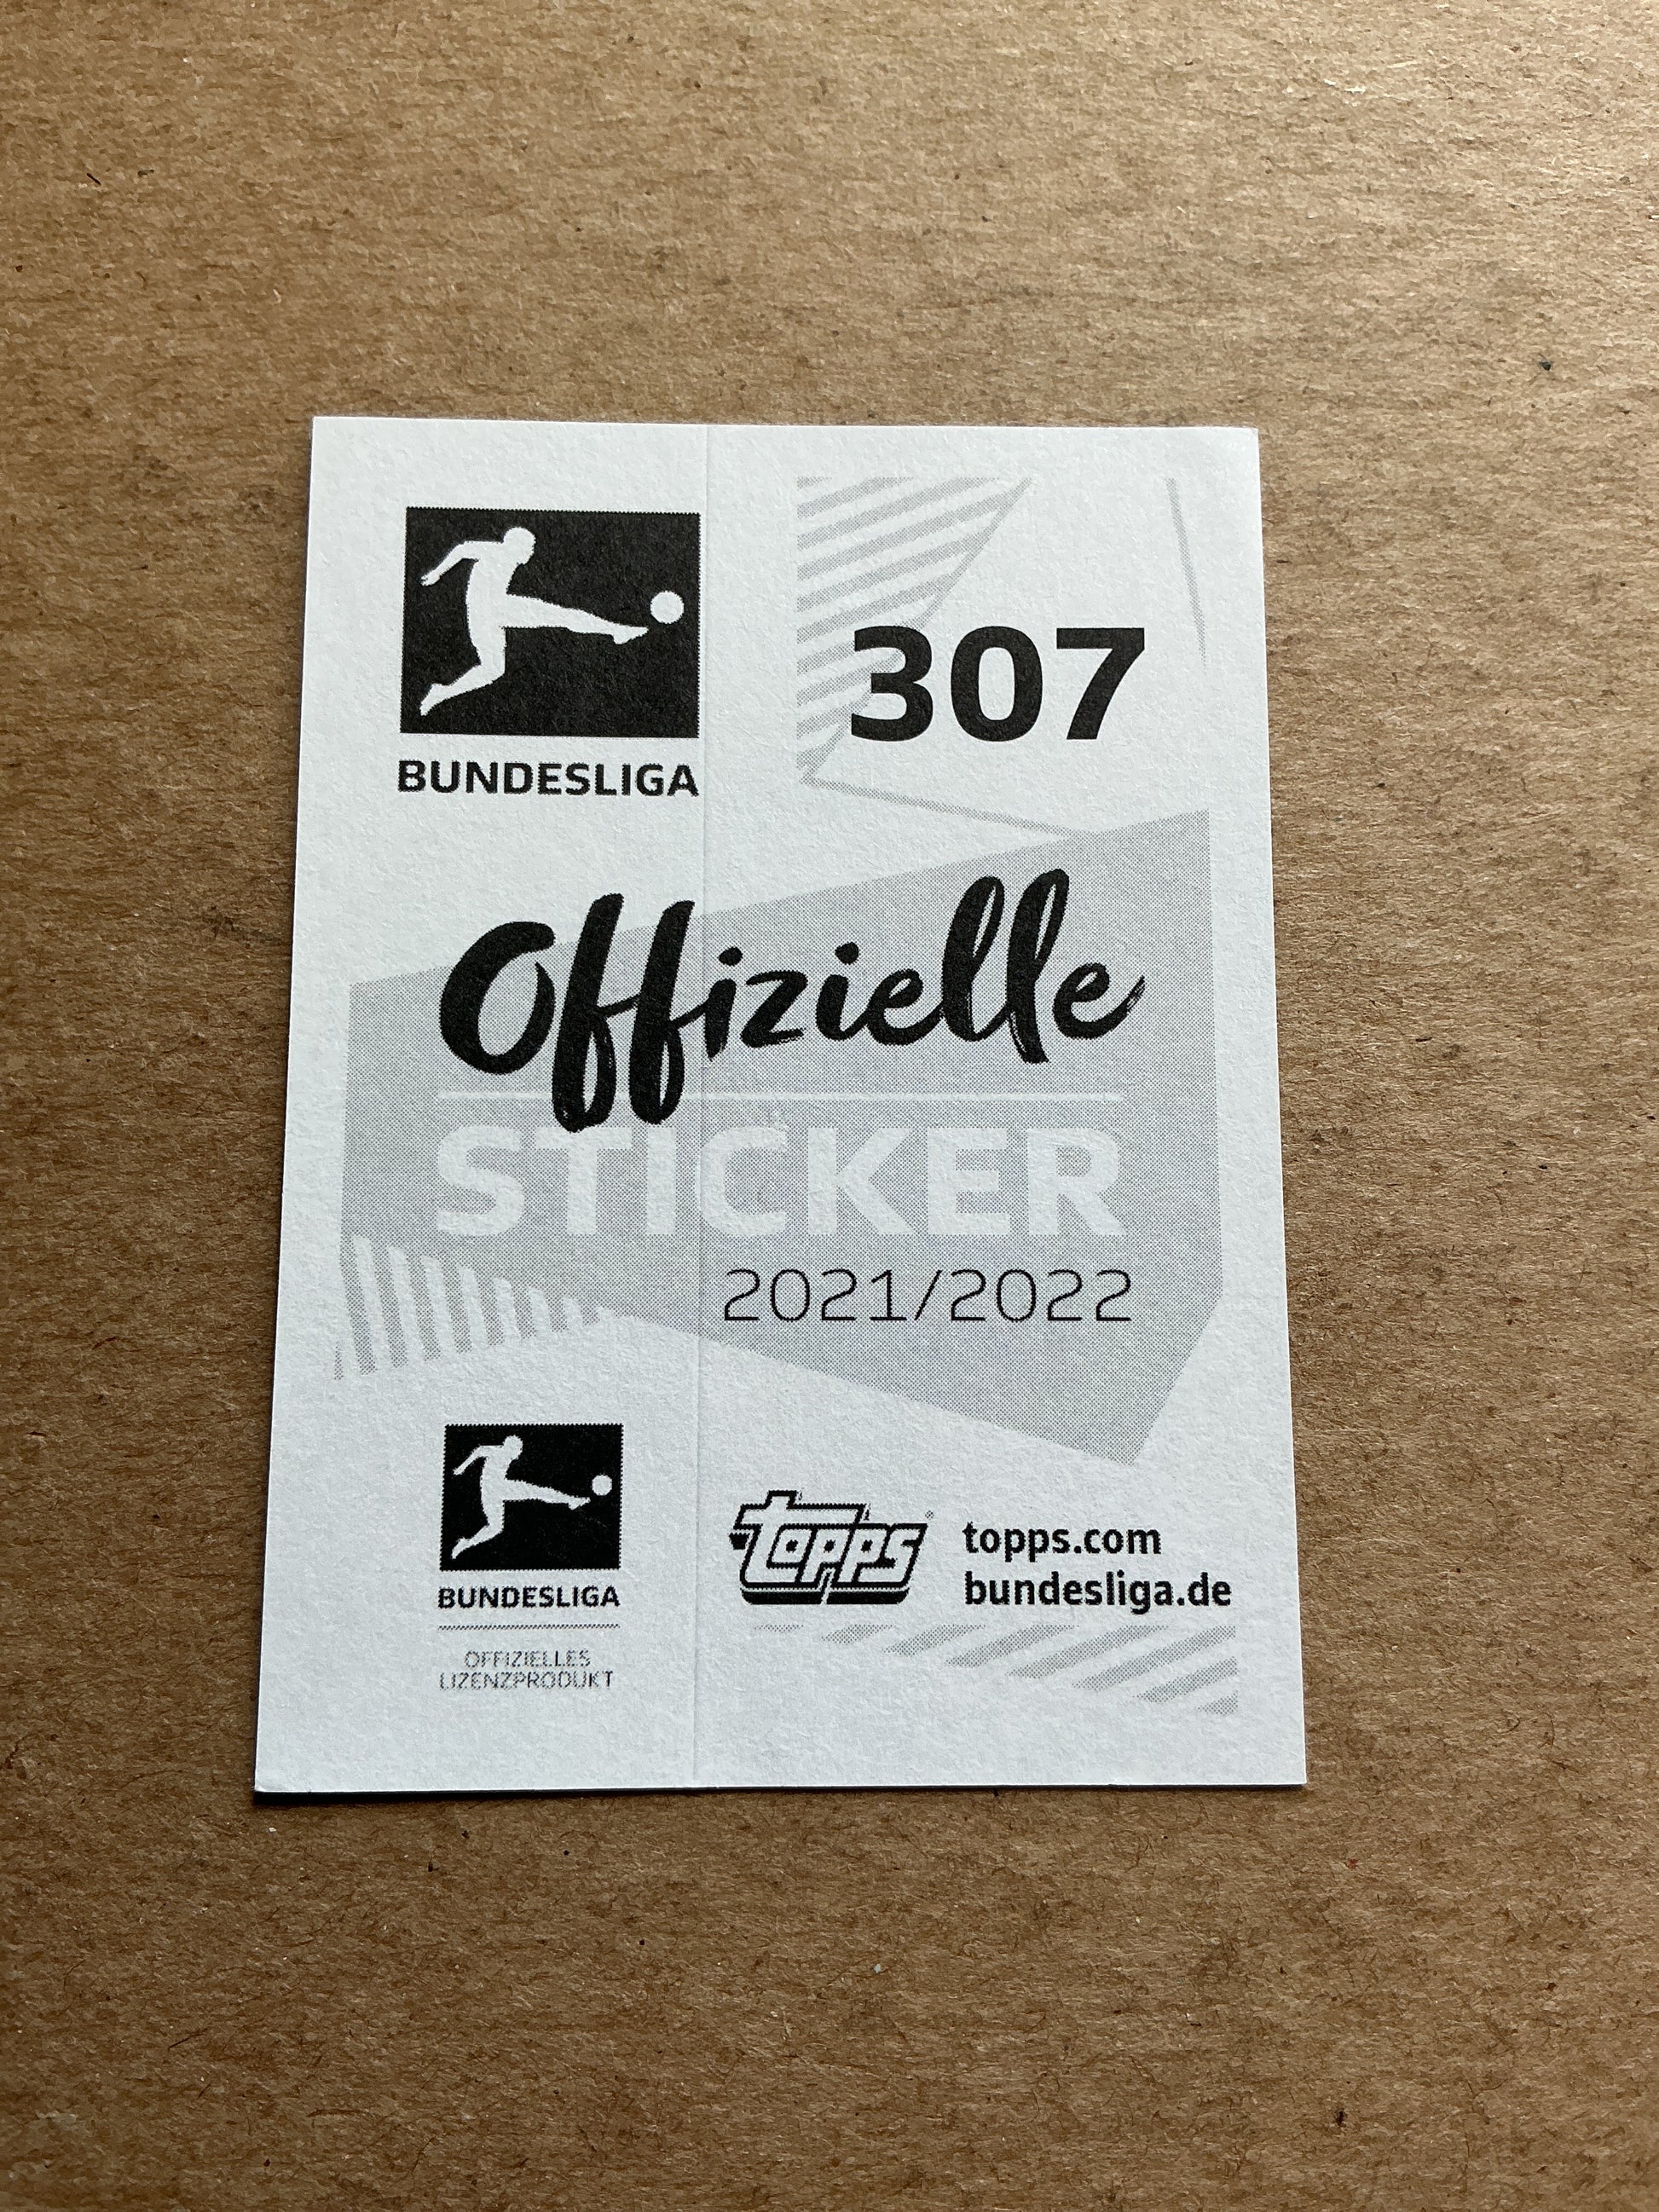 BUNDESLIGA
307
Offizielle
STICKER
2021/2022
BUNDESLIGA
OFFIZIELLES
LIZENZPRODUKT
topps®
topps.com
bundesliga.de